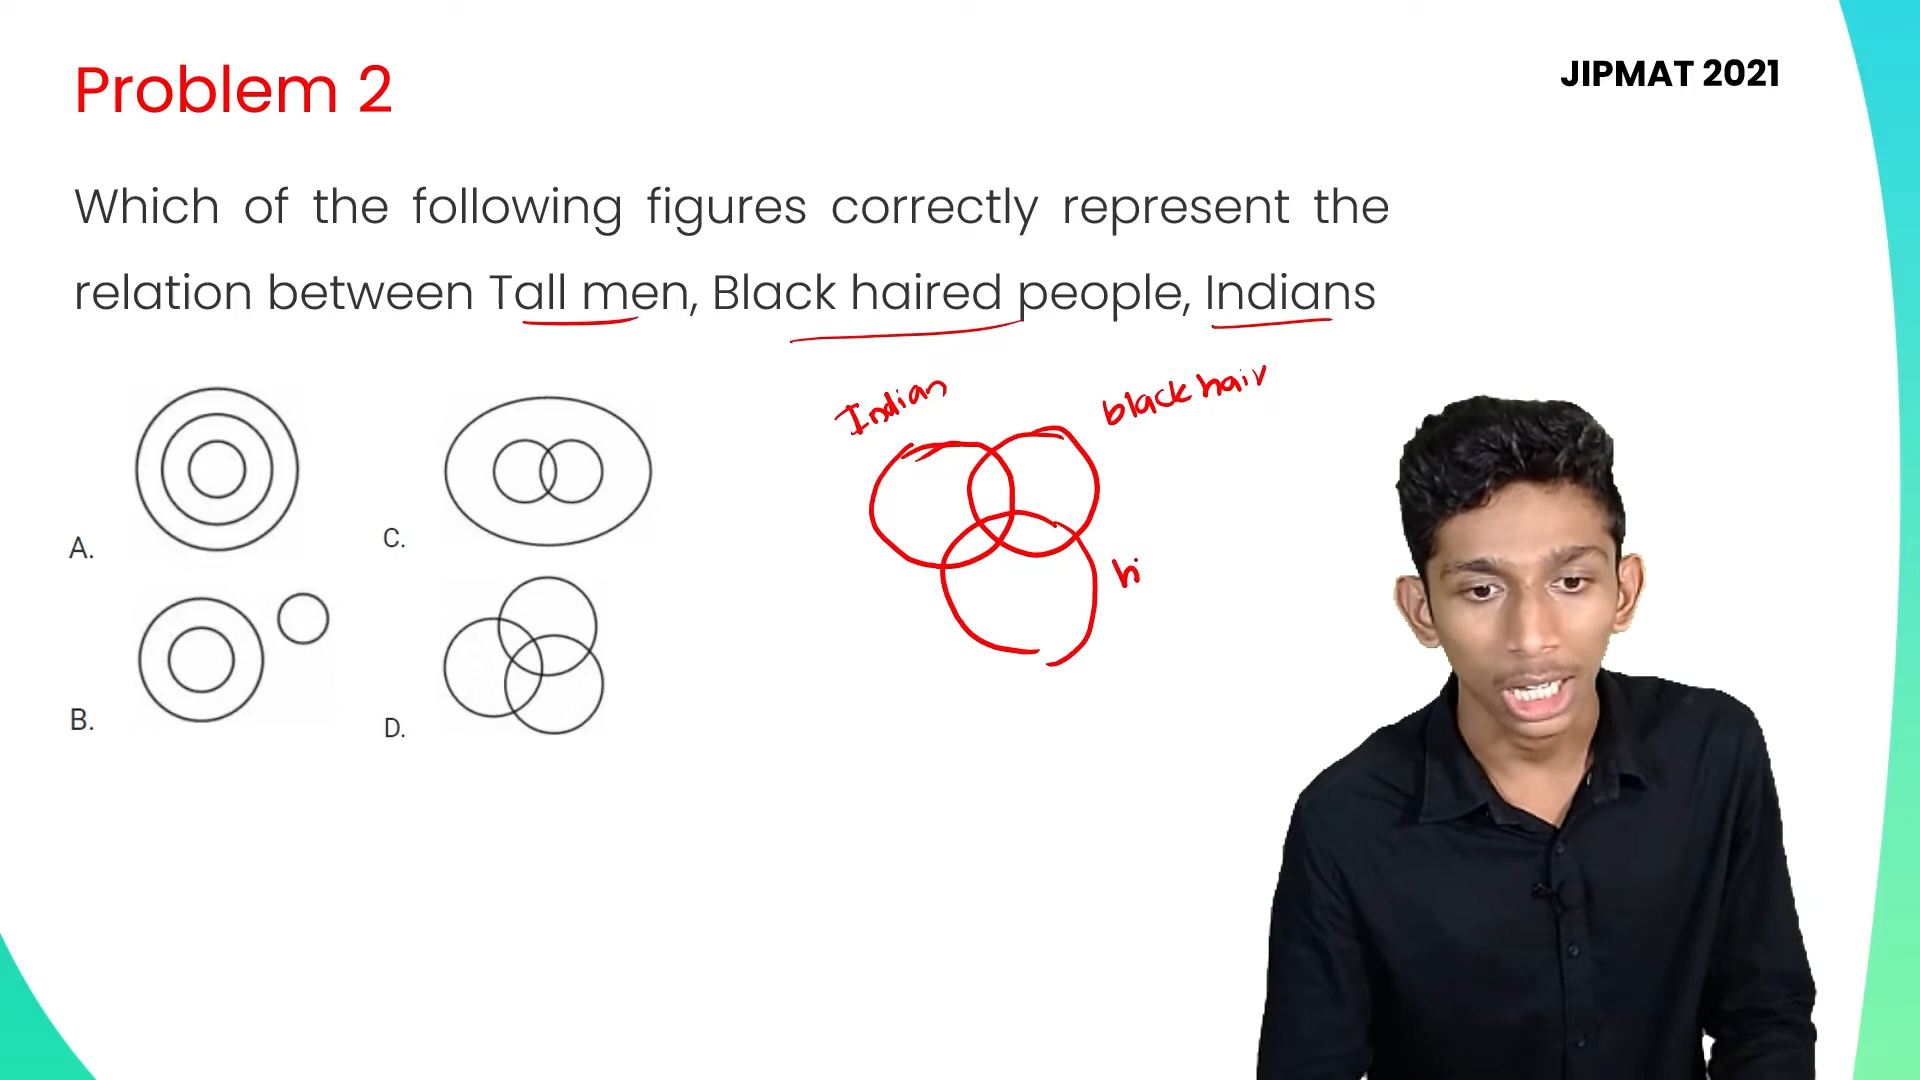 Problem 2
JIPMAT 2021
Which of the following figures correctly represent the
relation between Tall men, Black haired people, Indians
Indian
black hair
A.
C.
hi
B.
D.